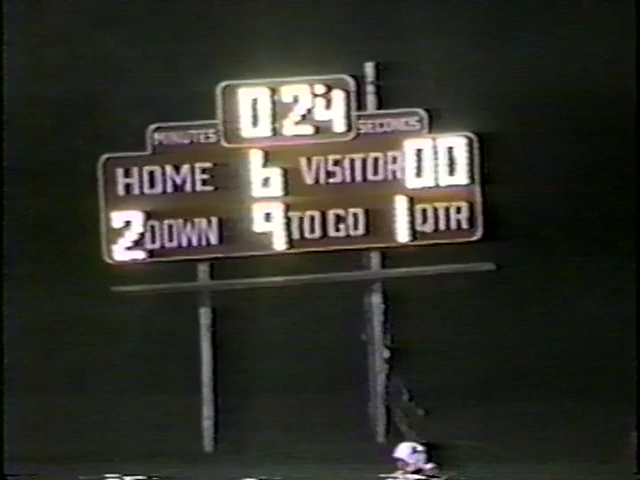 MINUTES 0 24 SECONDS
HOME 6 VISITOR 00
2 DOWN 9 TO GO 1 QTR